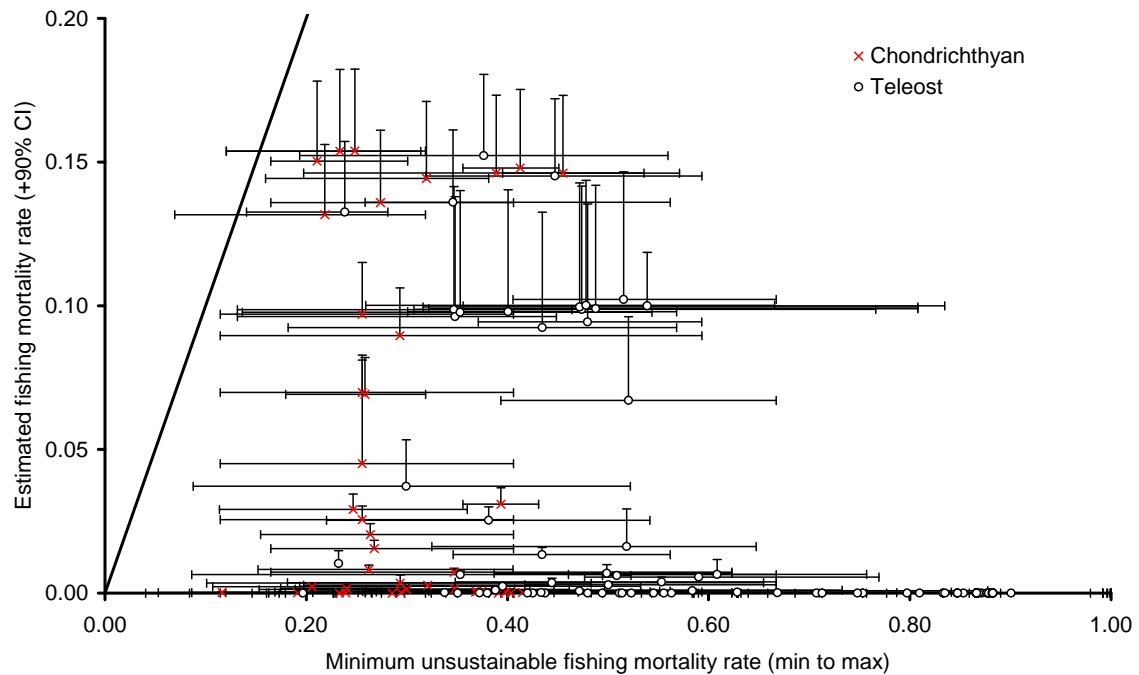 Estimated fishing mortality rate (+90% CI)
0.20
0.15
0.10
0.05
0.00
Chondrichthyan
Teleost
0.00 0.20 0.40 0.60 0.80 1.00
Minimum unsustainable fishing mortality rate (min to max)